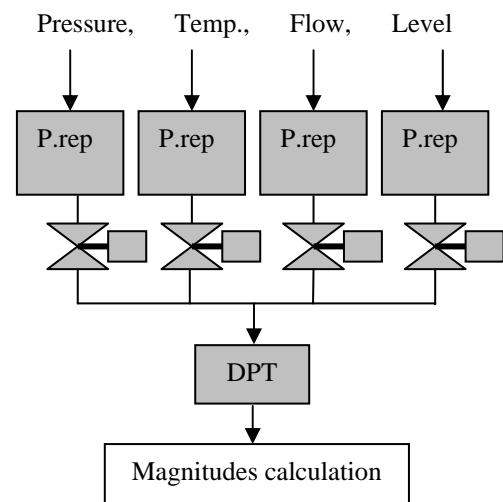 Pressure, Temp., Flow, Level
P.rep P.rep P.rep P.rep
DPT
Magnitudes calculation